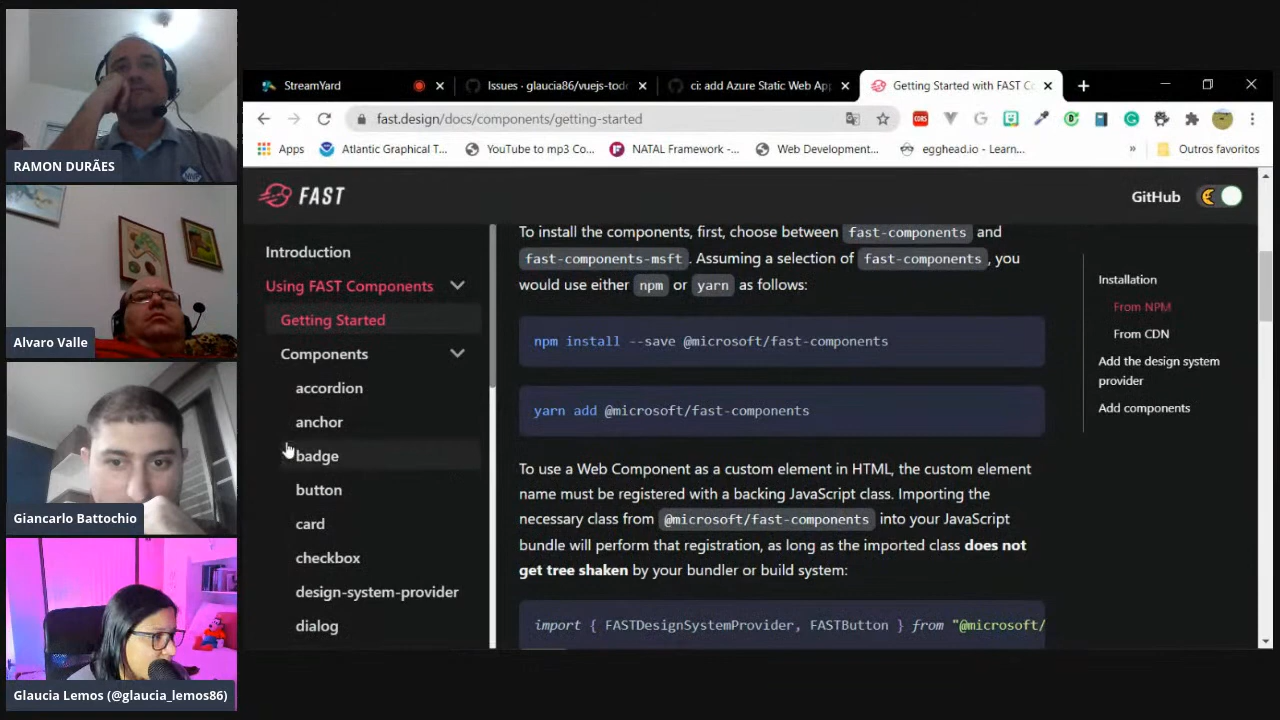 RAMON DURÃES
Alvaro Valle
Giancarlo Battochio
Glaucia Lemos (@glaucia_lemos86)
StreamYard
Issues · glaucia86/vuejs-todo
ci: add Azure Static Web App
Getting Started with FAST C
fast.design/docs/components/getting-started
CORS
Apps
Atlantic Graphical T...
YouTube to mp3 Co...
NATAL Framework -...
Web Development...
egghead.io - Learn...
»
Outros favoritos
FAST
GitHub
Introduction
Using FAST Components
Getting Started
Components
accordion
anchor
badge
button
card
checkbox
design-system-provider
dialog
To install the components, first, choose between fast-components and
fast-components-msft. Assuming a selection of fast-components, you
would use either npm or yarn as follows:
npm install --save @microsoft/fast-components
yarn add @microsoft/fast-components
To use a Web Component as a custom element in HTML, the custom element
name must be registered with a backing JavaScript class. Importing the
necessary class from @microsoft/fast-components into your JavaScript
bundle will perform that registration, as long as the imported class does not
get tree shaken by your bundler or build system:
import { FASTDesignSystemProvider, FASTButton } from "@microsoft/
Installation
From NPM
From CDN
Add the design system
provider
Add components